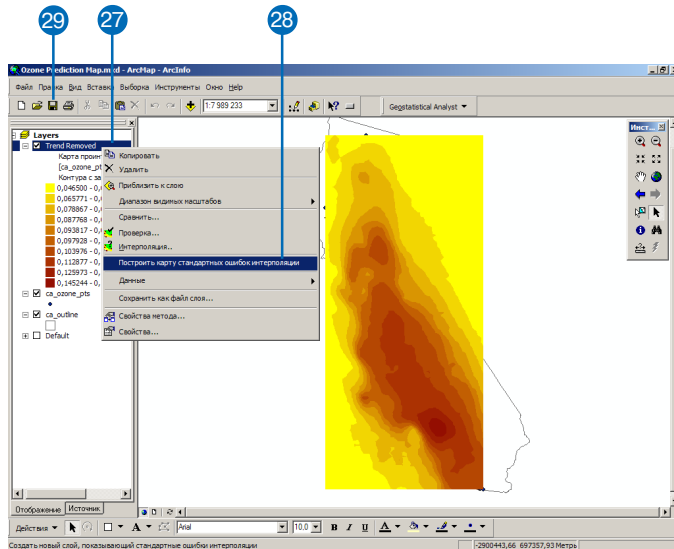 29
27
28
Ozone Prediction Map.mxd - ArcMap - ArcInfo
Файл Правка Вид Вставка Выборка Инструменты Окно Help
1:7 989 233
Geostatistical Analyst
Инст...
Layers
Trend Removed
Карта проинт
[ca_ozone_pt
Контура с за
0,046500 - 0,
0,065771 - 0,
0,078867 - 0,
0,087768 - 0,
0,093817 - 0,
0,097928 - 0,
0,103976 - 0,
0,112877 - 0,
0,125973 - 0,
0,145244 - 0,
ca_ozone_pts
ca_outline
Default
Копировать
Удалить
Приблизить к слою
Диапазон видимых масштабов
Сравнить...
Проверка...
Интерполяция..
Построить карту стандартных ошибок интерполяции
Данные
Сохранить как файл слоя...
Свойства метода...
Свойства...
Отображение Источник
Действия
A
Arial
10,0
B I U A
Создать новый слой, показывающий стандартные ошибки интерполяции
-2900443,66 697357,93 Метры